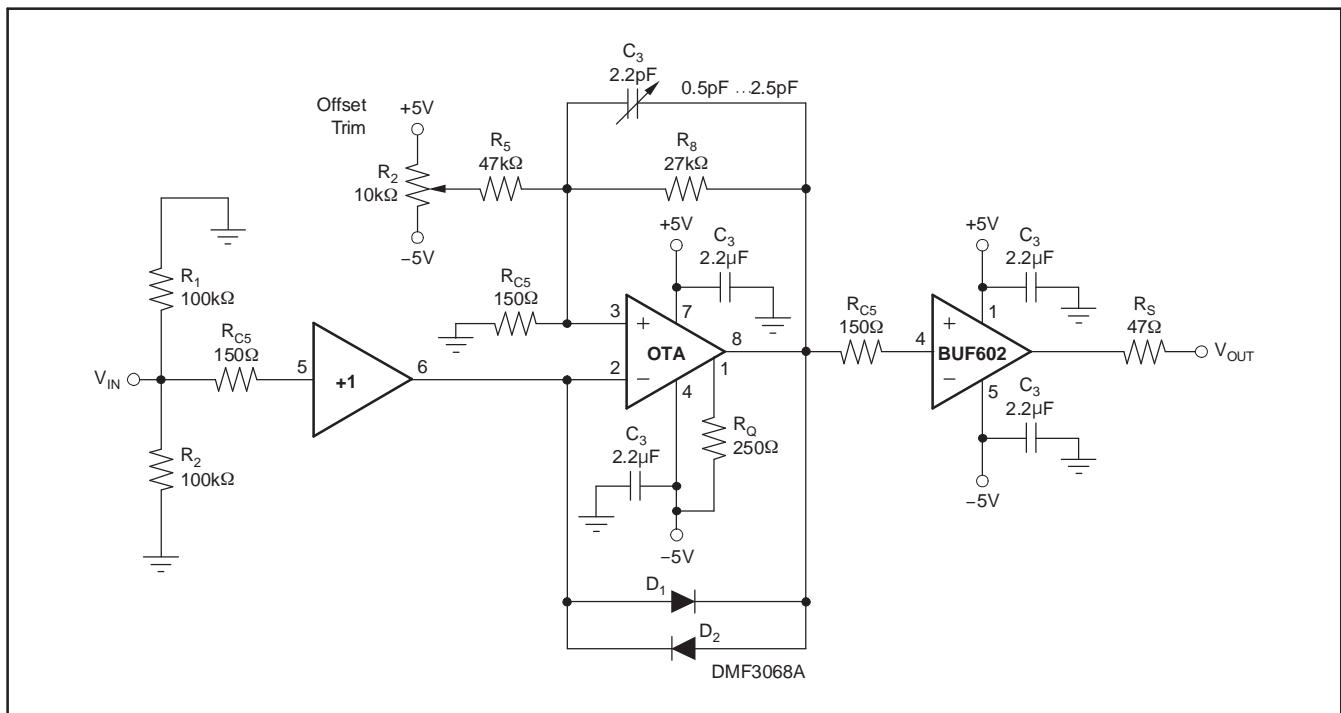 C3
2.2pF
0.5pF ...2.5pF
Offset
Trim
+5V
R2
10kΩ
–5V
R5
47kΩ
R8
27kΩ
+5V
C3
2.2µF
+5V
C3
2.2µF
R1
100kΩ
RC5
150Ω
VIN
5
+1
6
RC5
150Ω
3
+
7
OTA
8
2
–
4
1
RQ
250Ω
C3
2.2µF
–5V
RC5
150Ω
4
+
1
BUF602
–
5
RS
47Ω
VOUT
C3
2.2µF
–5V
R2
100kΩ
D1
D2
DMF3068A